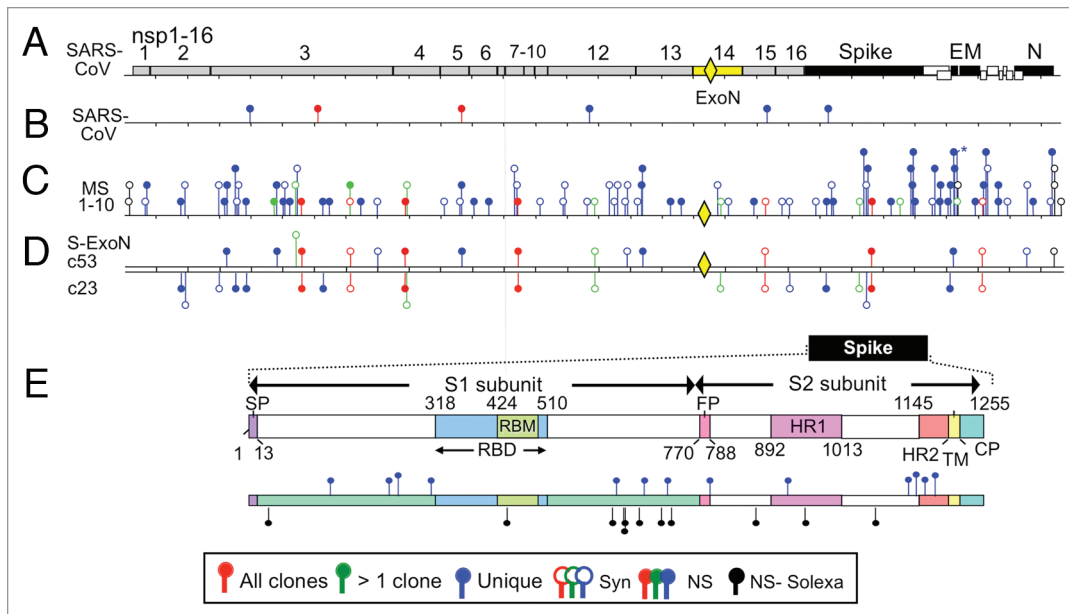 A
nsp1-16
SARS-
CoV
1 2 3 4 5 6 7-10 12 13 14 15 16 Spike EM N
ExoN
B
SARS-
CoV
C
MS
1-10
*
D
S-ExoN
c53
c23
Spike
E
S1 subunit S2 subunit
SP 318 424 510 FP 1145 1255
RBM HR1
1 13 RBD 770 788 892 1013 HR2 TM CP
All clones > 1 clone Unique Syn NS NS- Solexa